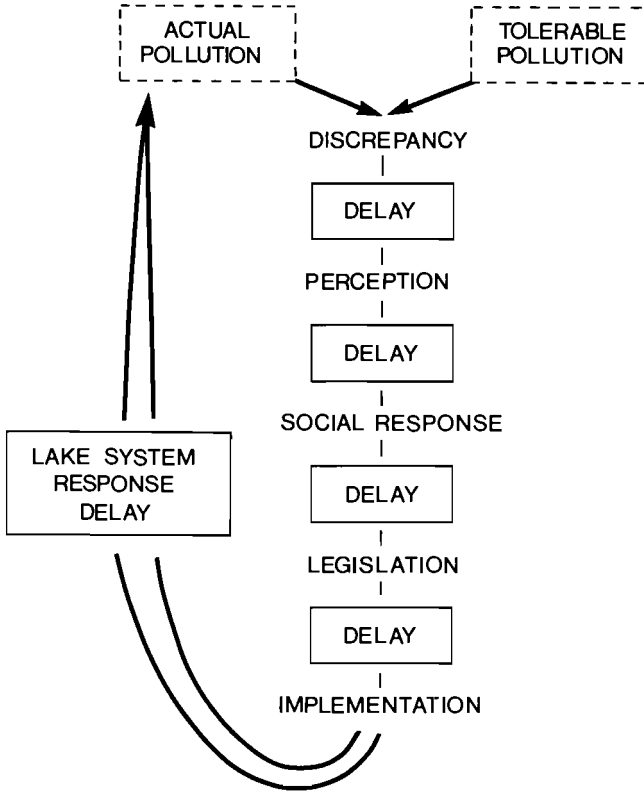 ACTUAL
POLLUTION
TOLERABLE
POLLUTION
DISCREPANCY
DELAY
PERCEPTION
DELAY
SOCIAL RESPONSE
DELAY
LEGISLATION
DELAY
IMPLEMENTATION
LAKE SYSTEM
RESPONSE
DELAY